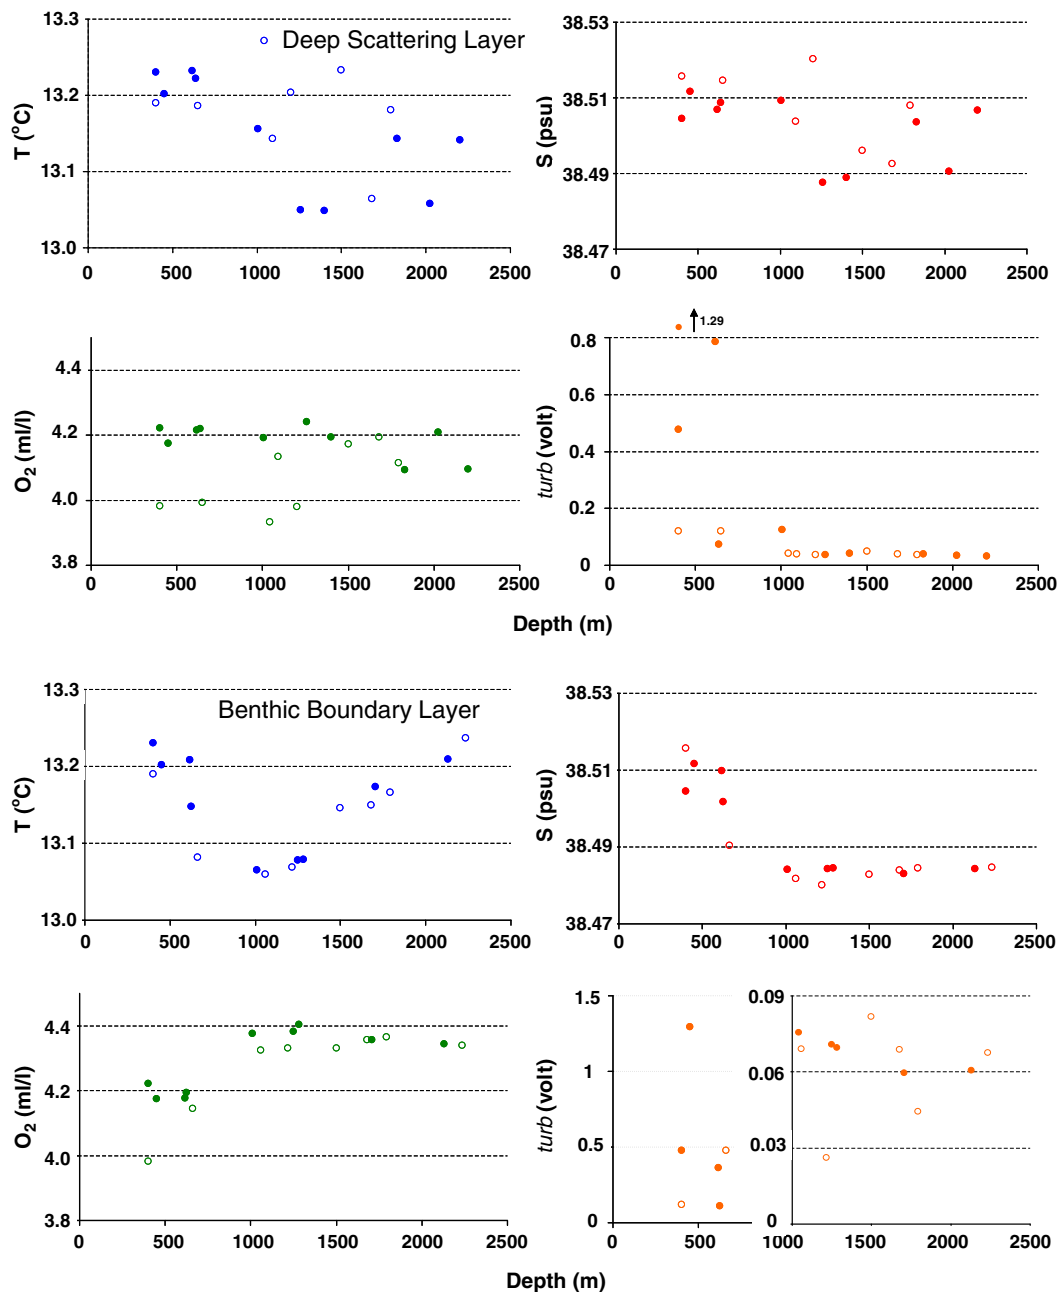 13.3
13.2
13.1
13.0
T (°C)
Deep Scattering Layer
0 500 1000 1500 2000 2500
38.53
38.51
38.49
38.47
S (psu)
0 500 1000 1500 2000 2500
4.4
4.2
4.0
3.8
O2 (ml/l)
0 500 1000 1500 2000 2500
1.29
0.8
0.6
0.4
0.2
0
turb (volt)
0 500 1000 1500 2000 2500
Depth (m)
13.3
13.2
13.1
13.0
T (°C)
Benthic Boundary Layer
0 500 1000 1500 2000 2500
38.53
38.51
38.49
38.47
S (psu)
0 500 1000 1500 2000 2500
4.4
4.2
4.0
3.8
O2 (ml/l)
0 500 1000 1500 2000 2500
1.5
1
0.5
0
turb (volt)
0 500
0.09
0.06
0.03
0
1000 1500 2000 2500
Depth (m)